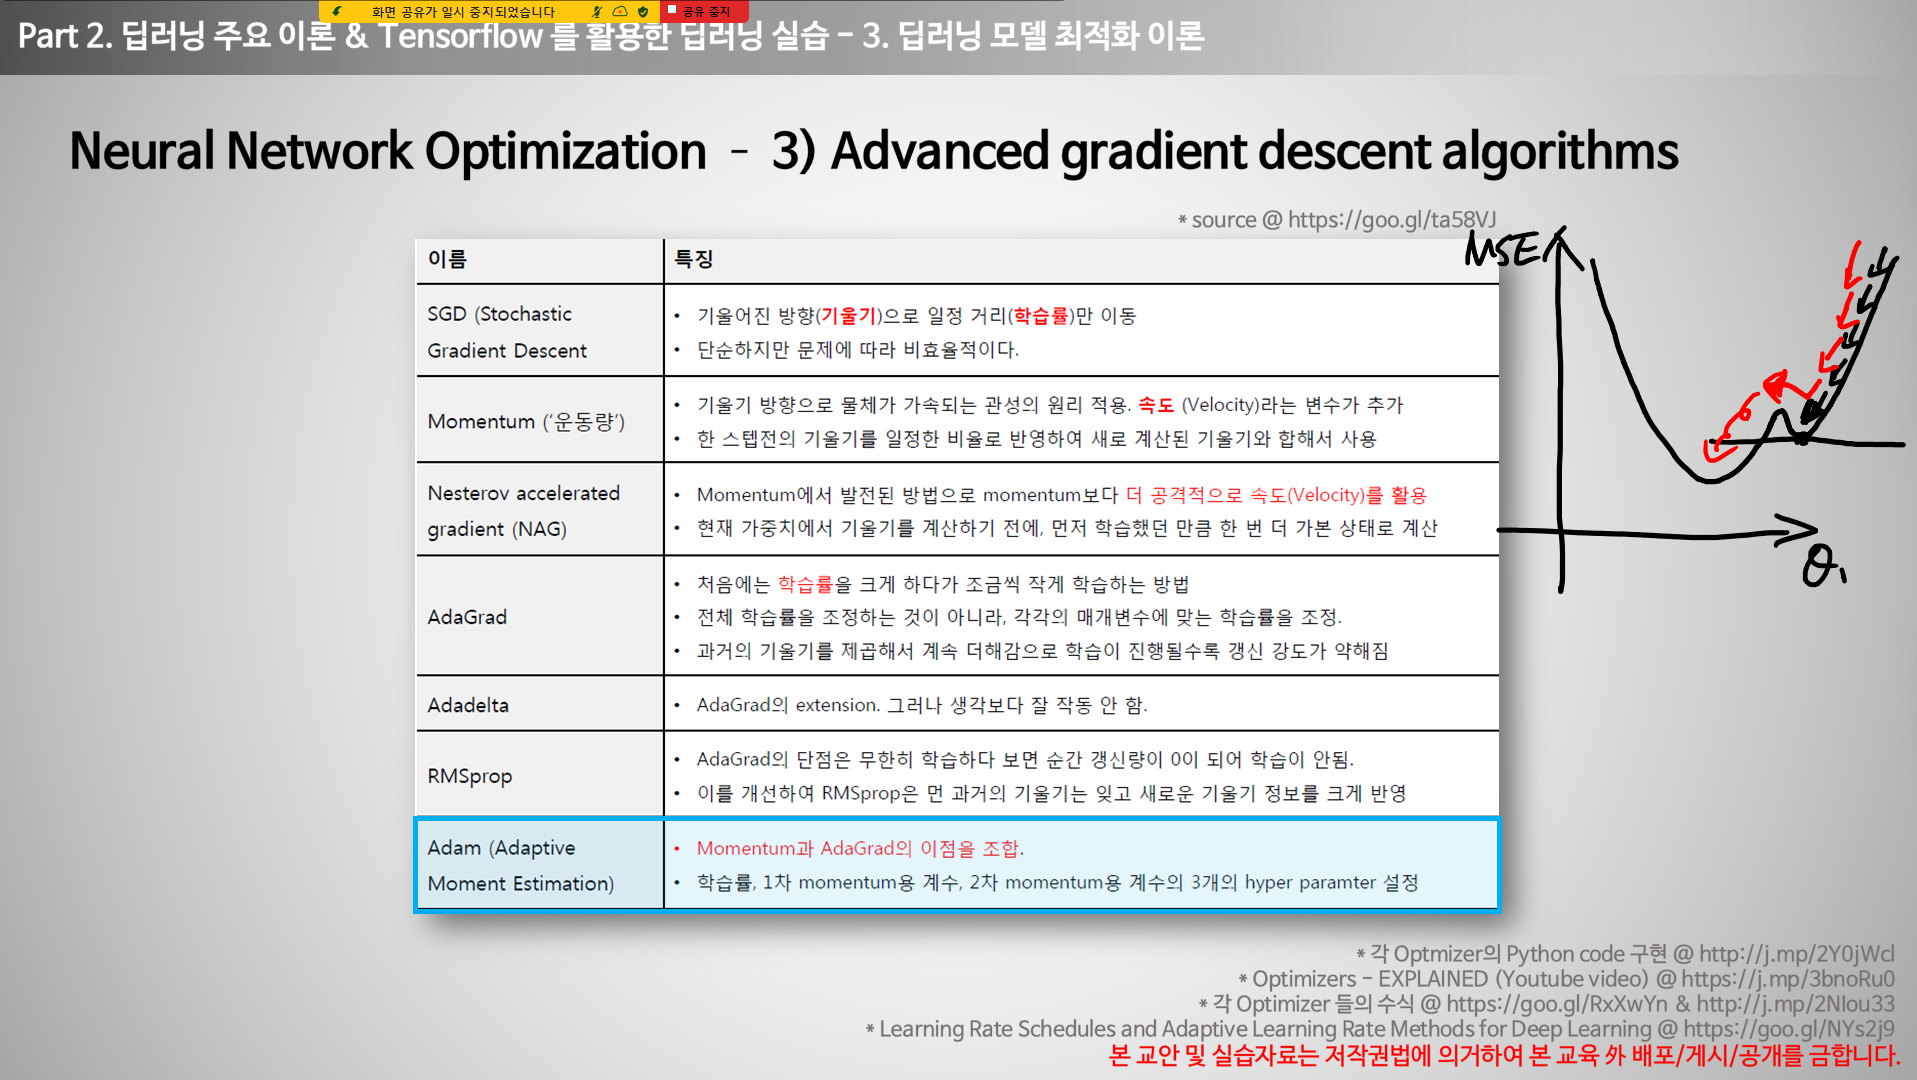 화면 공유가 일시 중지되었습니다
공유 중지
Part 2. 딥러닝 주요 이론 & Tensorflow 를 활용한 딥러닝 실습 – 3. 딥러닝 모델 최적화 이론
Neural Network Optimization - 3) Advanced gradient descent algorithms
* source @ https://goo.gl/ta58VJ
이름
특징
SGD (Stochastic
Gradient Descent
• 기울어진 방향(기울기)으로 일정 거리(학습률)만 이동
• 단순하지만 문제에 따라 비효율적이다.
Momentum (‘운동량’)
• 기울기 방향으로 물체가 가속되는 관성의 원리 적용. 속도 (Velocity)라는 변수가 추가
• 한 스텝전의 기울기를 일정한 비율로 반영하여 새로 계산된 기울기와 합해서 사용
Nesterov accelerated
gradient (NAG)
• Momentum에서 발전된 방법으로 momentum보다 더 공격적으로 속도(Velocity)를 활용
• 현재 가중치에서 기울기를 계산하기 전에, 먼저 학습했던 만큼 한 번 더 가본 상태로 계산
AdaGrad
• 처음에는 학습률을 크게 하다가 조금씩 작게 학습하는 방법
• 전체 학습률을 조정하는 것이 아니라, 각각의 매개변수에 맞는 학습률을 조정.
• 과거의 기울기를 제곱해서 계속 더해감으로 학습이 진행될수록 갱신 강도가 약해짐
Adadelta
• AdaGrad의 extension. 그러나 생각보다 잘 작동 안 함.
RMSprop
• AdaGrad의 단점은 무한히 학습하다 보면 순간 갱신량이 0이 되어 학습이 안됨.
• 이를 개선하여 RMSprop은 먼 과거의 기울기는 잊고 새로운 기울기 정보를 크게 반영
Adam (Adaptive
Moment Estimation)
• Momentum과 AdaGrad의 이점을 조합.
• 학습률, 1차 momentum용 계수, 2차 momentum용 계수의 3개의 hyper paramter 설정
MSE
θ₁
* 각 Optmizer의 Python code 구현 @ http://j.mp/2Y0jWcl
* Optimizers – EXPLAINED (Youtube video) @ https://j.mp/3bnoRu0
* 각 Optimizer 들의 수식 @ https://goo.gl/RxXwYn & http://j.mp/2NIou33
* Learning Rate Schedules and Adaptive Learning Rate Methods for Deep Learning @ https://goo.gl/NYs2j9
본 교안 및 실습자료는 저작권법에 의거하여 본 교육 外 배포/게시/공개를 금합니다.